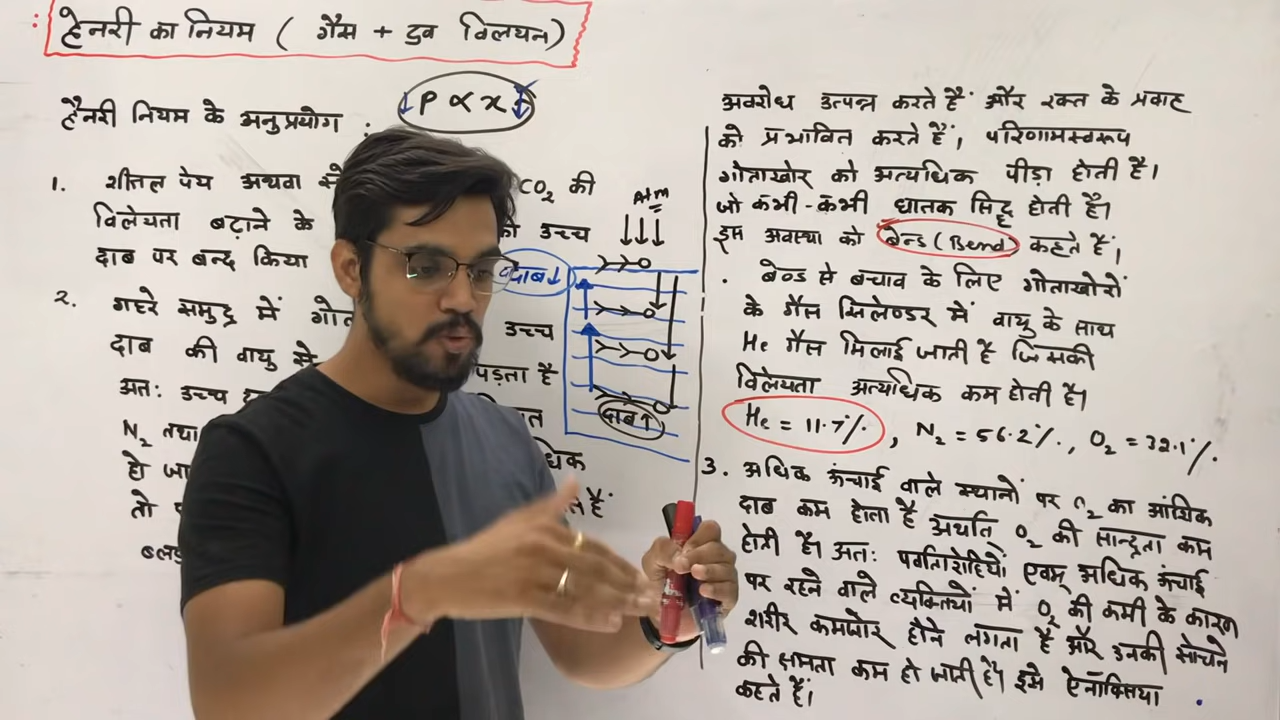 हेनरी का नियम ( गैस + द्रव विलयन)
हैनरी नियम के अनुप्रयोग :
↓ P ∝ x ↓
1. शीतल पेय अथवा CO₂ की
विलेयता बढ़ाने के उच्च
दाब पर बन्द किया
2. गहरे समुद्र में उच्च
दाब की वायु पड़ता है
अतः उच्च
N₂ तथा
हो
तो
Atm
दाब↓
दाब↑
अवरोध उत्पन्न करते हैं और रक्त के प्रवाह
को प्रभावित करते हैं, परिणामस्वरूप
गोताखोर को अत्यधिक पीड़ा होती है।
जो कभी-कभी घातक सिद्ध होती है।
इस अवस्था को बेन्ड (Bend) कहते हैं,
. बेन्ड से बचाव के लिए गोताखोरों
के गैस सिलेण्डर में वायु के साथ
He गैस मिलाई जाती है जिसकी
विलेयता अत्यधिक कम होती है।
He = 11.7%, N₂ = 56.2%, O₂ = 32.1%.
3. अधिक ऊंचाई वाले स्थानों पर O₂ का आंशिक
दाब कम होता है अर्थात् O₂ की सान्द्रता कम
होती है। अतः पर्वतारोहियों एवम् अधिक ऊंचाई
पर रहने वाले व्यक्तियों में O₂ की कमी के कारण
शरीर कमजोर होने लगता है और उनकी सोचने
की क्षमता कम हो जाती है। इसे ऐनॉक्सिया
कहते हैं।